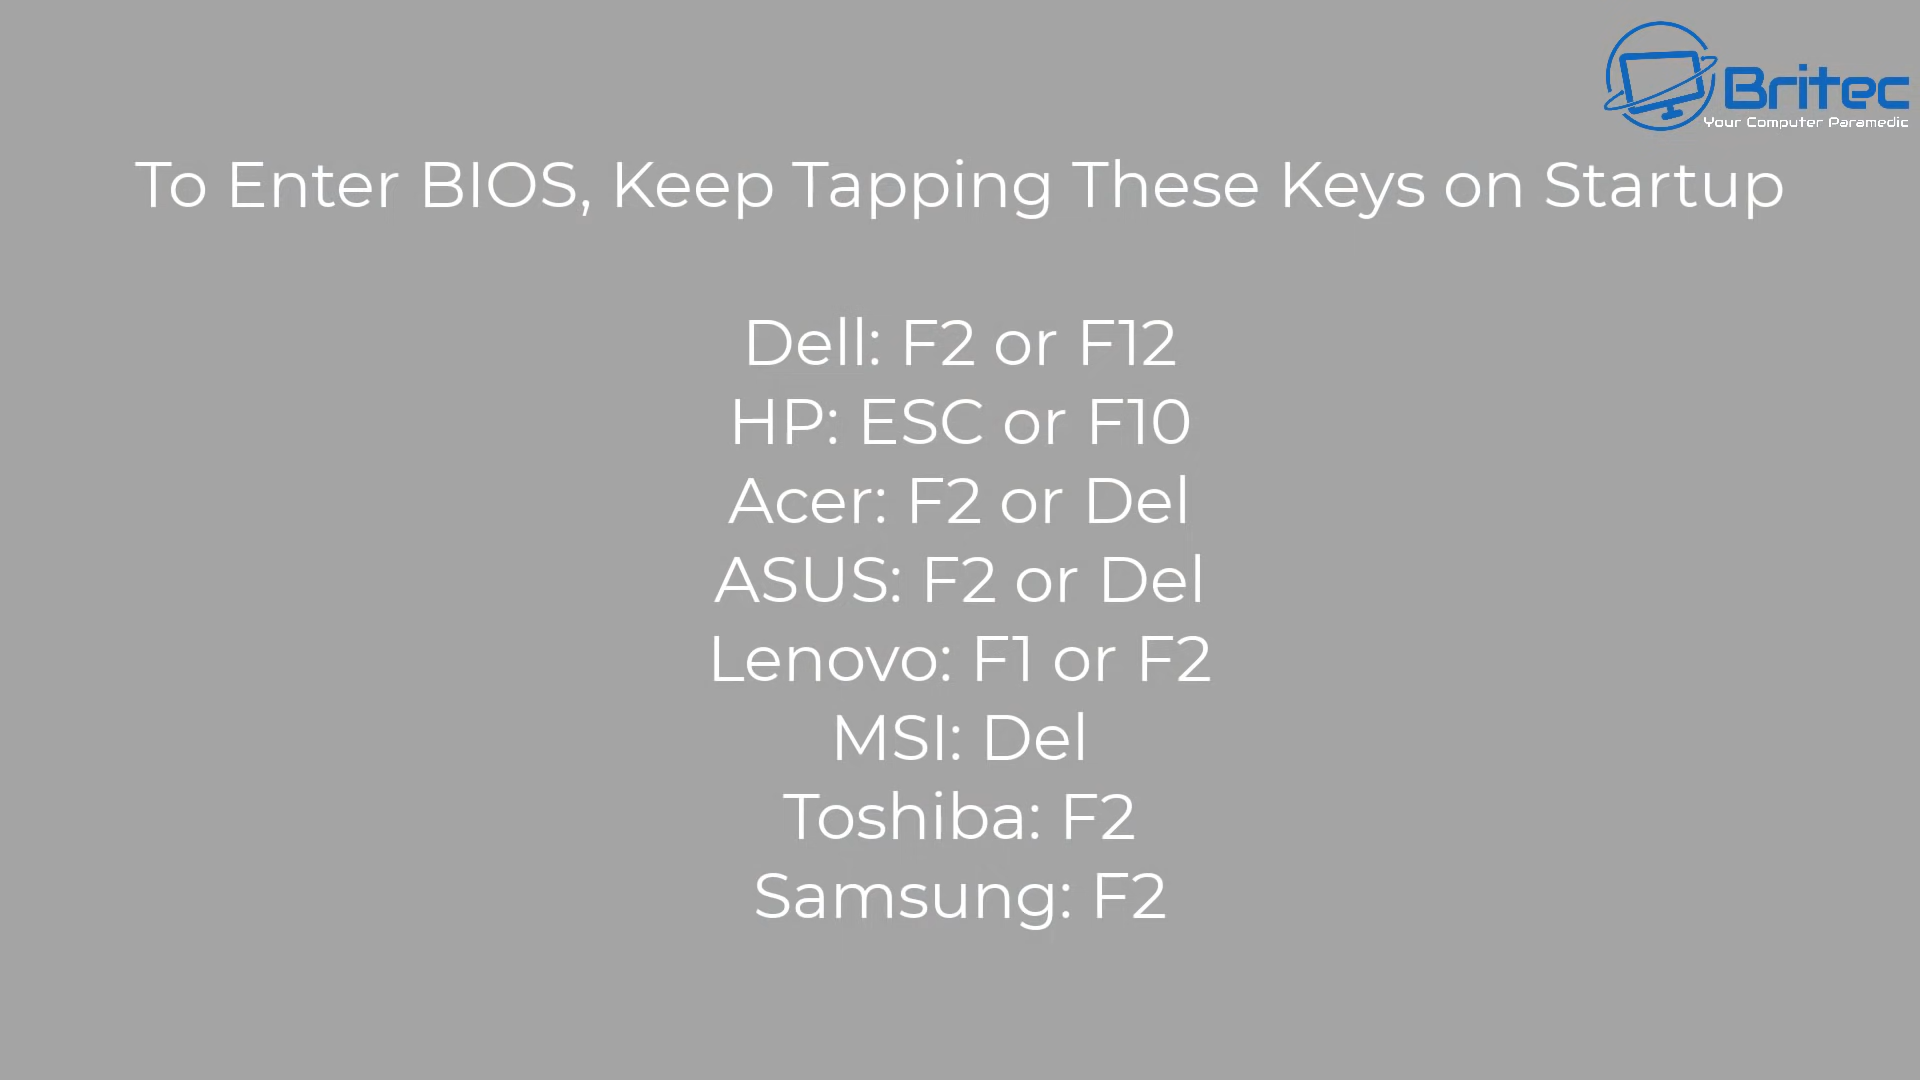 Britec
Your Computer Paramedic
To Enter BIOS, Keep Tapping These Keys on Startup
Dell: F2 or F12
HP: ESC or F10
Acer: F2 or Del
ASUS: F2 or Del
Lenovo: F1 or F2
MSI: Del
Toshiba: F2
Samsung: F2